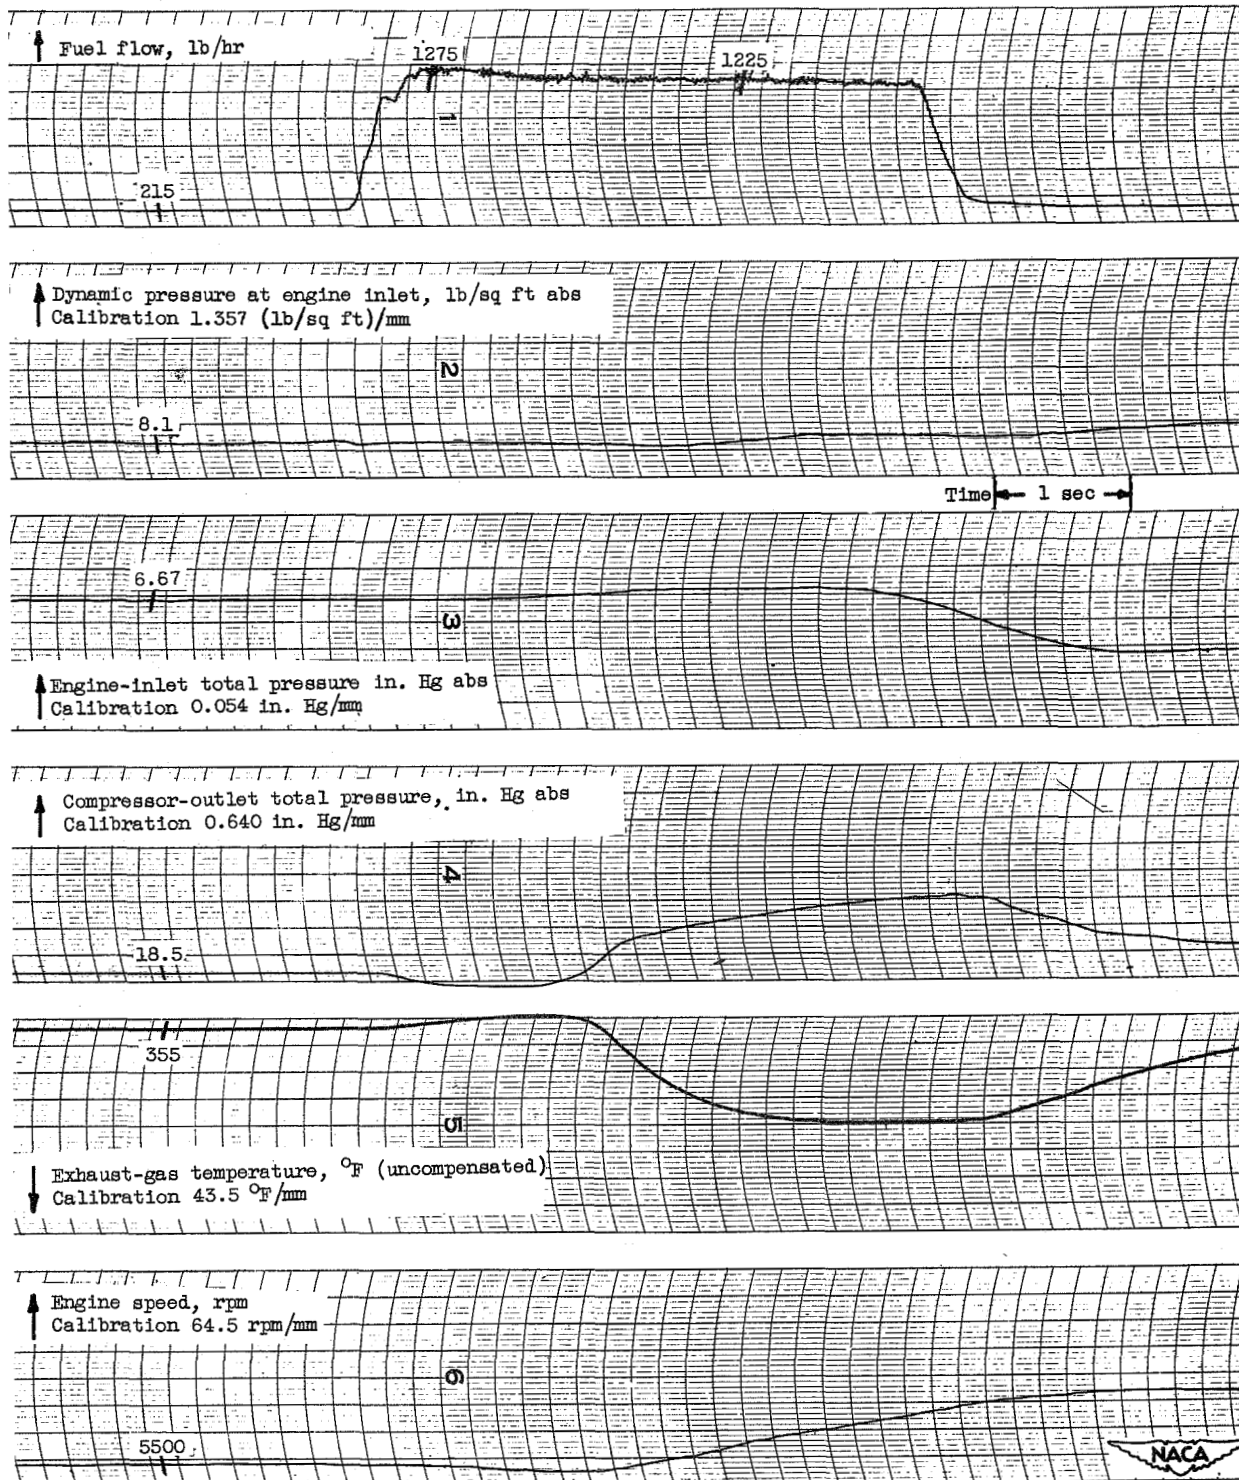 Fuel flow, lb/hr
1275
1225
1
215
Dynamic pressure at engine inlet, lb/sq ft abs
Calibration 1.357 (lb/sq ft)/mm
2
8.1
Time 1 sec
6.67
3
Engine-inlet total pressure in. Hg abs
Calibration 0.054 in. Hg/mm
Compressor-outlet total pressure, in. Hg abs
Calibration 0.640 in. Hg/mm
4
18.5
355
5
Exhaust-gas temperature, °F (uncompensated)
Calibration 43.5 °F/mm
Engine speed, rpm
Calibration 64.5 rpm/mm
6
5500
NACA